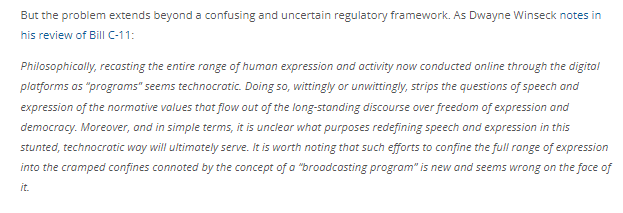 But the problem extends beyond a confusing and uncertain regulatory framework. As Dwayne Winseck notes in
his review of Bill C-11:
Philosophically, recasting the entire range of human expression and activity now conducted online through the digital
platforms as “programs” seems technocratic. Doing so, wittingly or unwittingly, strips the questions of speech and
expression of the normative values that flow out of the long-standing discourse over freedom of expression and
democracy. Moreover, and in simple terms, it is unclear what purposes redefining speech and expression in this
stunted, technocratic way will ultimately serve. It is worth noting that such efforts to confine the full range of expression
into the cramped confines connoted by the concept of a “broadcasting program” is new and seems wrong on the face of
it.